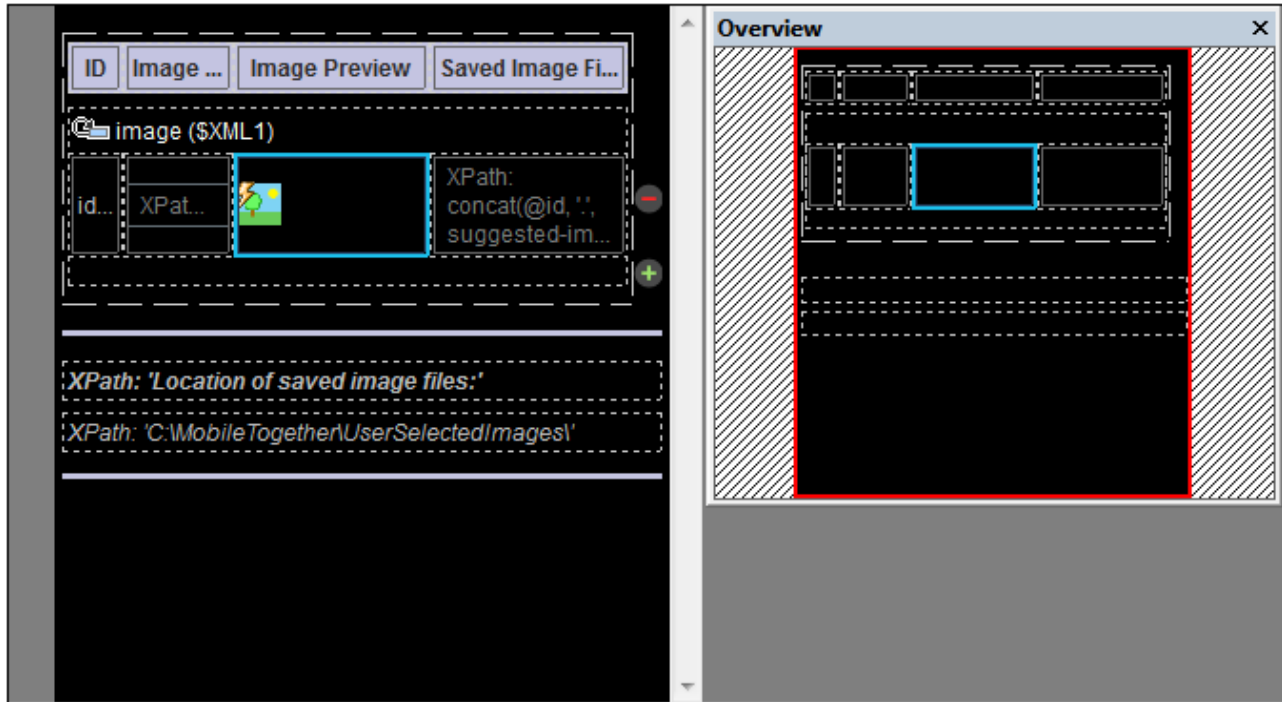 Overview
ID Image ... Image Preview Saved Image Fi...
image ($XML1)
id... XPat... XPath:
concat(@id, '.',
suggested-im...
XPath: 'Location of saved image files:'
XPath: 'C:\MobileTogether\UserSelectedImages\'